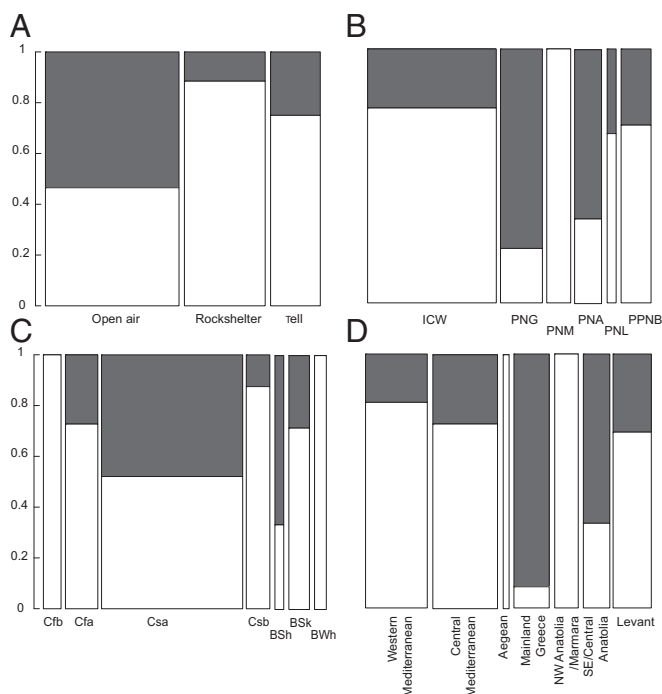 A
B
1
0.8
0.6
0.4
0.2
0
Open air
Rockshelter
Tell
ICW
PNG
PNM
PNA
PNL
PPNB
C
D
1
0.8
0.6
0.4
0.2
0
Cfb
Cfa
Csa
Csb
BSh
BSk
BWh
Western
Mediterranean
Central
Mediterranean
Aegean
Mainland
Greece
NW Anatolia
/Marmara
SE/Central
Anatolia
Levant